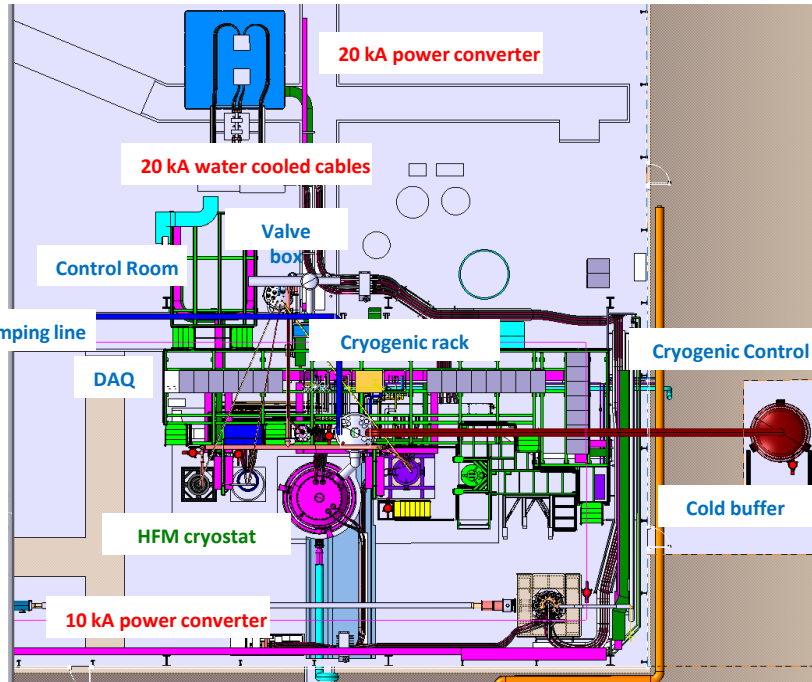 20 kA power converter
20 kA water cooled cables
Valve
box
Control Room
mping line
Cryogenic rack
Cryogenic Control
DAQ
Cold buffer
HFM cryostat
10 kA power converter